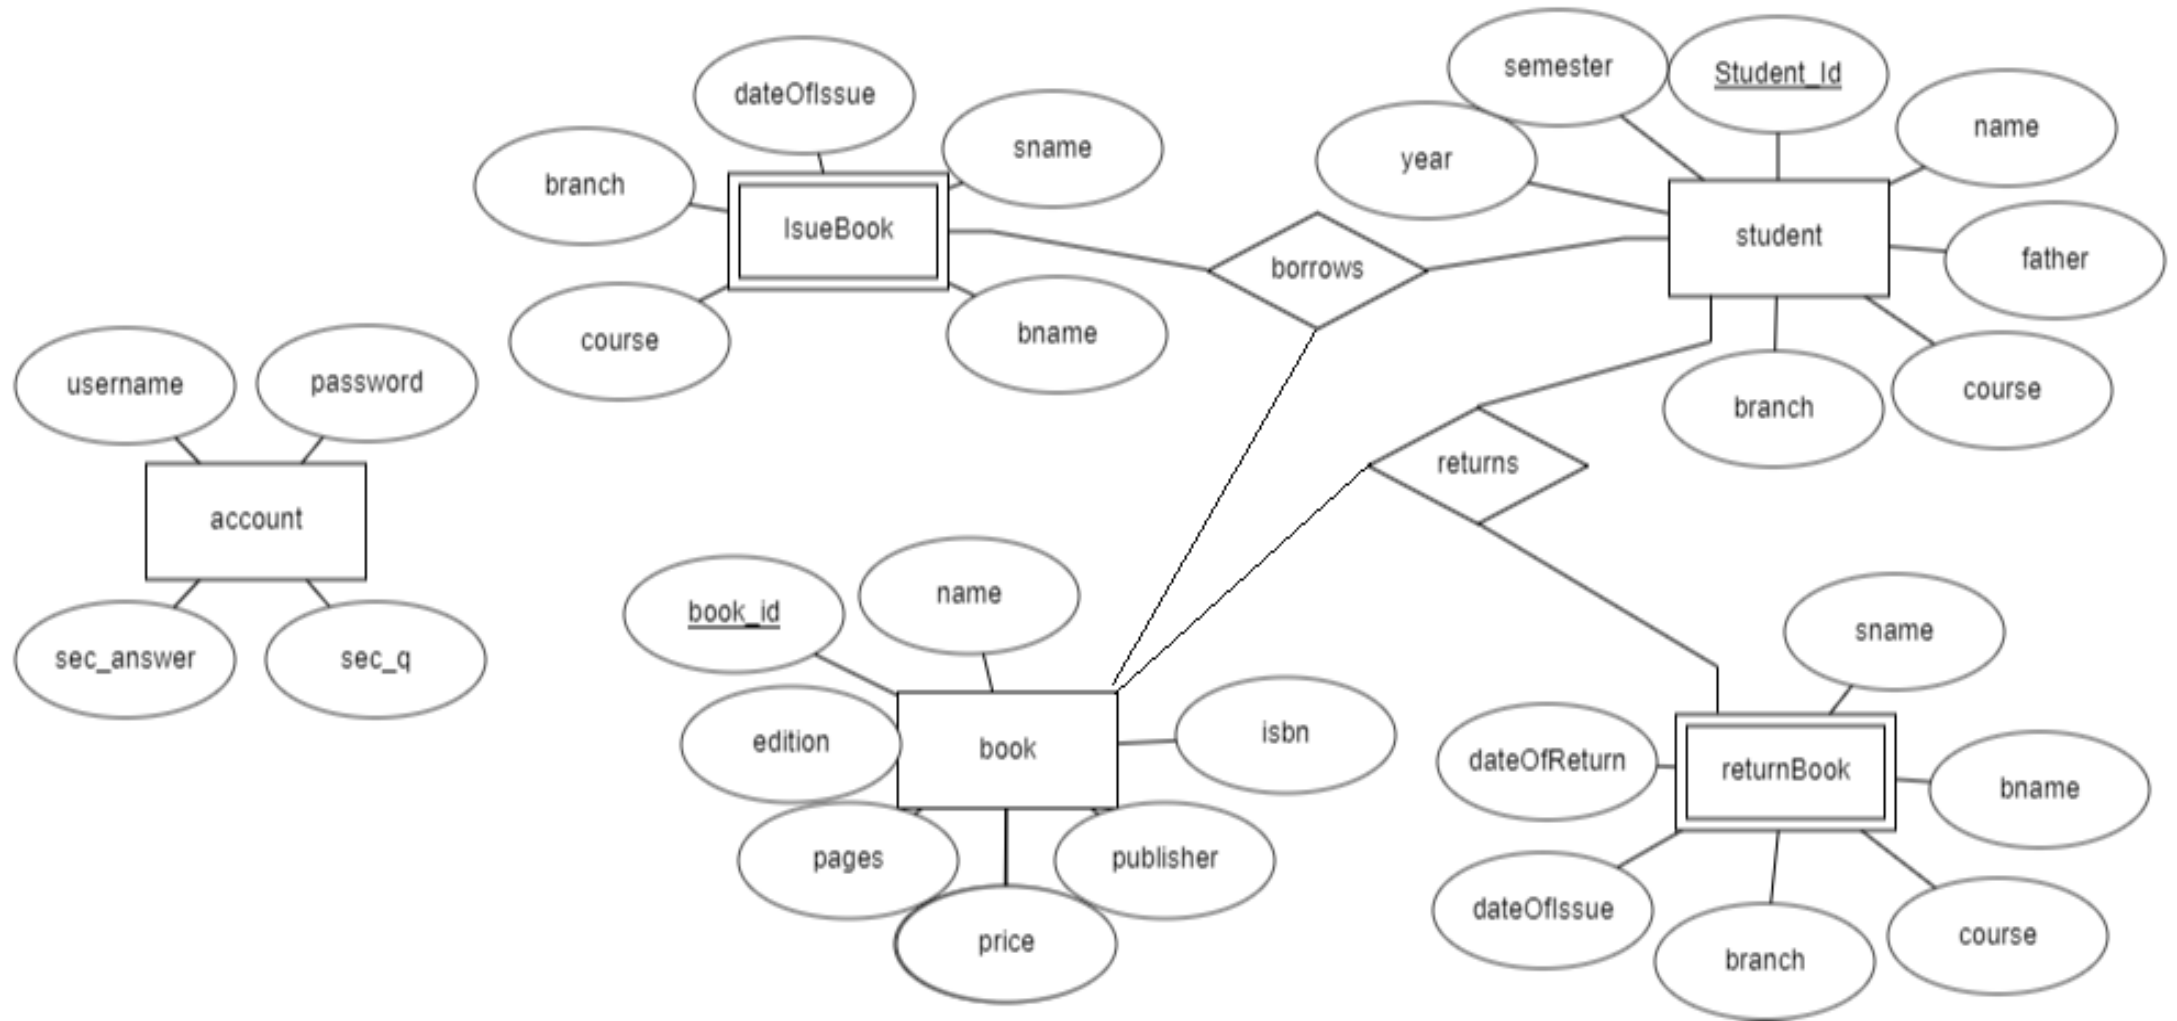 semester
Student_Id
dateOfIssue
name
sname
year
branch
IsueBook
student
father
borrows
bname
course
username
password
course
branch
returns
account
name
book_id
sname
sec_answer
sec_q
isbn
edition
book
dateOfReturn
returnBook
bname
pages
publisher
dateOfIssue
course
price
branch